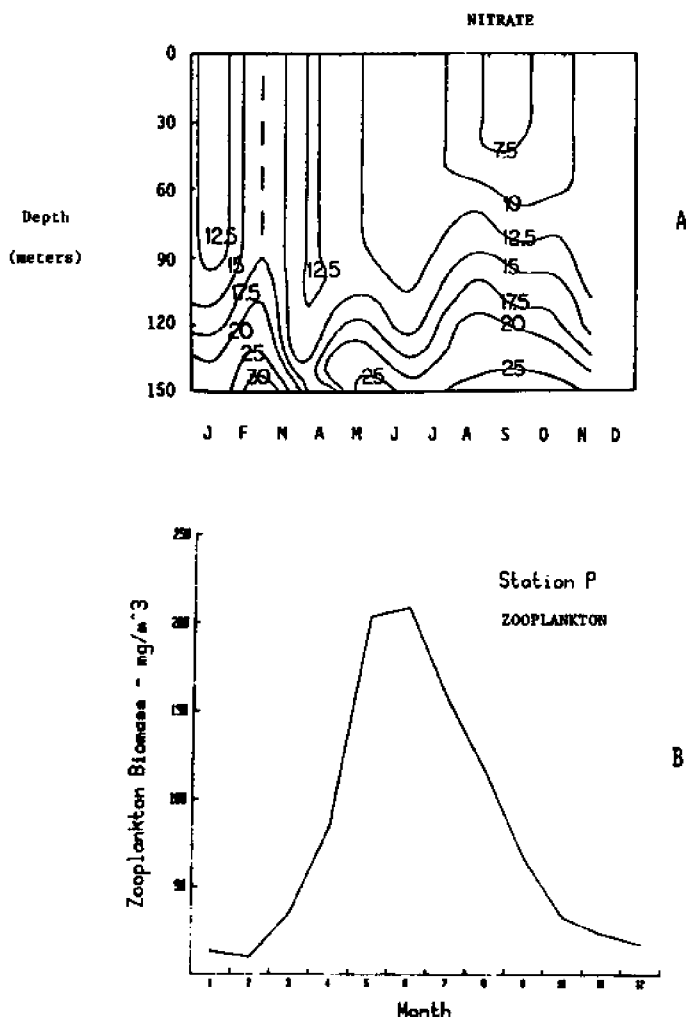 NITRATE
0
30
60
90
120
150
Depth
(meters)
7.5
10
12.5
12.5
12.5
15
15
17.5
17.5
20
20
25
25
25
30
A
J F M A M J J A S O N D
250
200
150
100
50
Zooplankton Biomass - mg/m^3
Station P
ZOOPLANKTON
B
1 2 3 4 5 6 7 8 9 10 11 12
Month